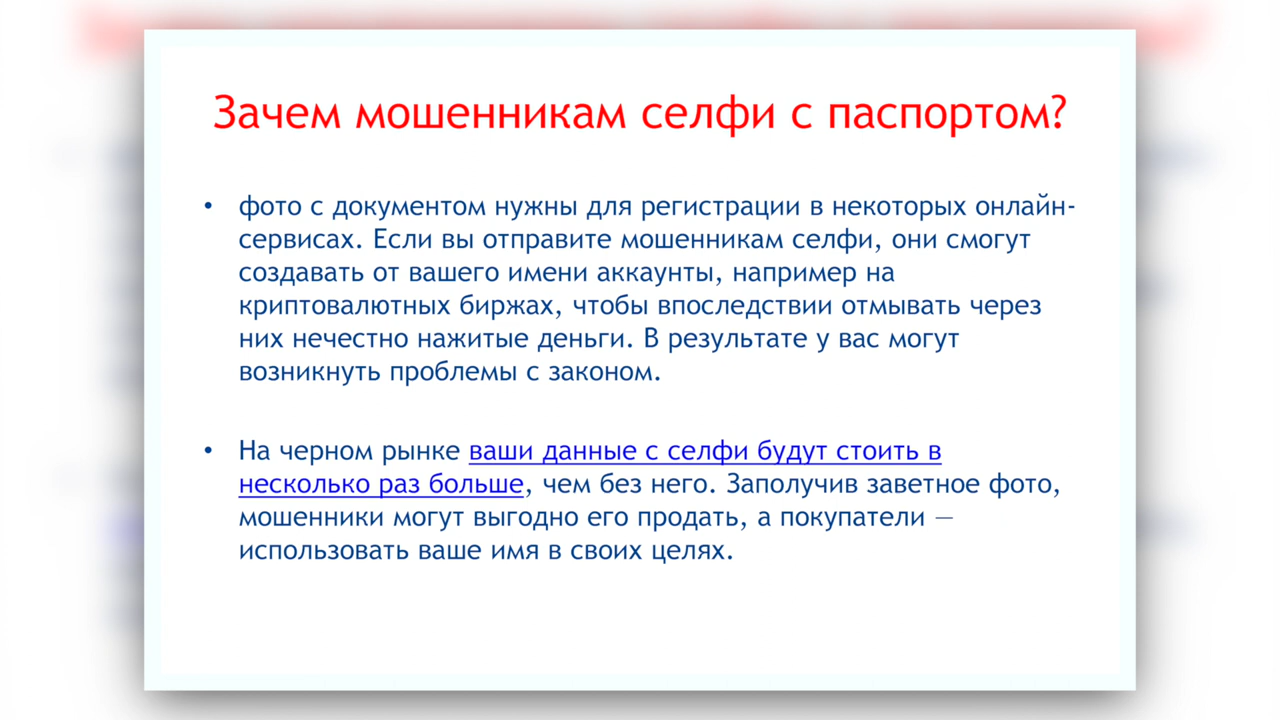 Зачем мошенникам селфи с паспортом?
• фото с документом нужны для регистрации в некоторых онлайн-
сервисах. Если вы отправите мошенникам селфи, они смогут
создавать от вашего имени аккаунты, например на
криптовалютных биржах, чтобы впоследствии отмывать через
них нечестно нажитые деньги. В результате у вас могут
возникнуть проблемы с законом.
• На черном рынке ваши данные с селфи будут стоить в
несколько раз больше, чем без него. Заполучив заветное фото,
мошенники могут выгодно его продать, а покупатели —
использовать ваше имя в своих целях.